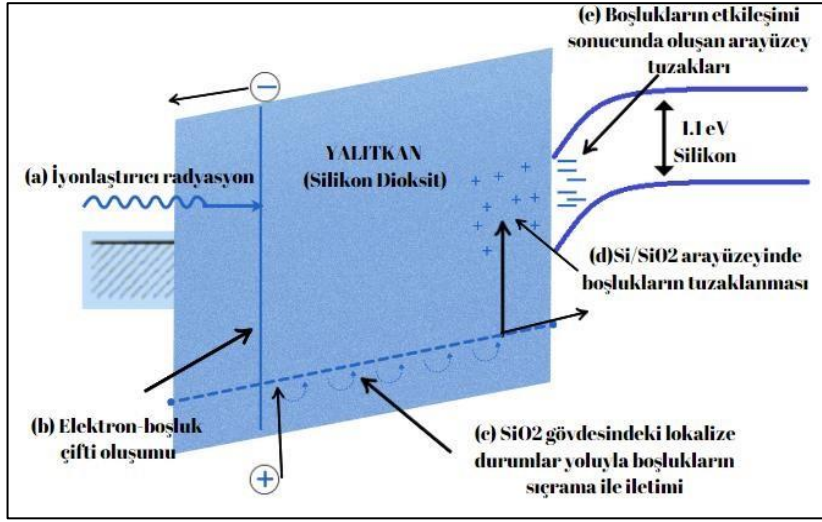 (e) Boşlukların etkileşimi
sonucunda oluşan arayüzey
tuzakları
1.1 eV
Silikon
YALITKAN
(Silikon Dioksit)
(a) İyonlaştırıcı radyasyon
(d)Si/SiO2 arayüzeyinde
boşlukların tuzaklanması
(b) Elektron-boşluk
çifti oluşumu
(c) SiO2 gövdesindeki lokalize
durumlar yoluyla boşlukların
sıçrama ile iletimi